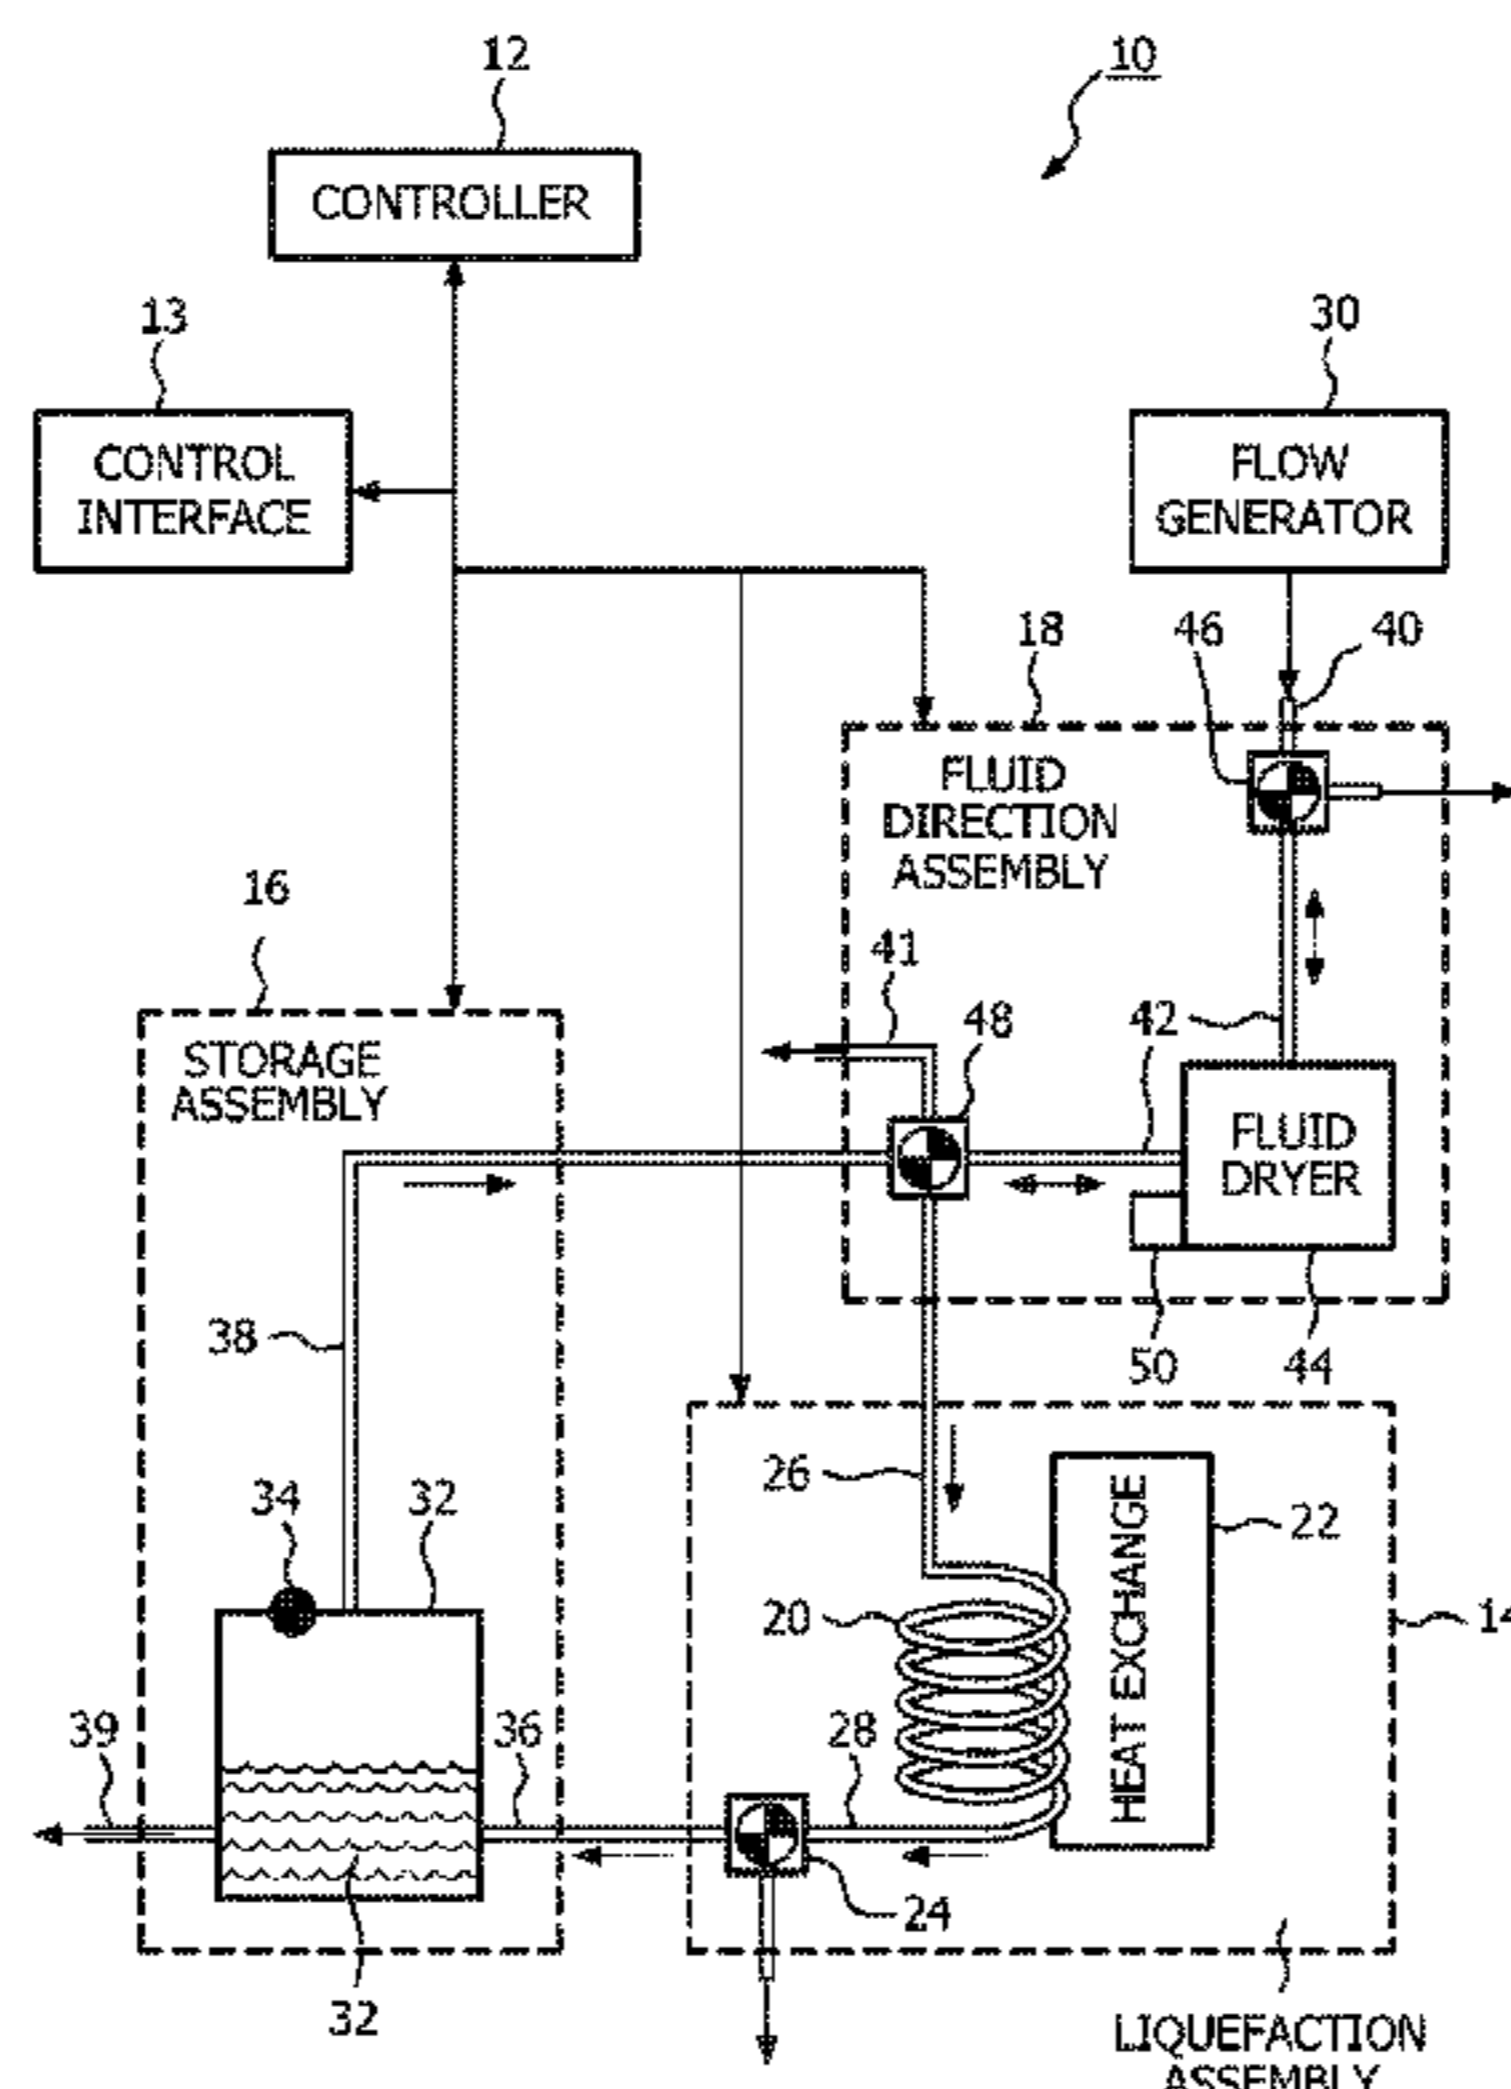 12
10
CONTROLLER
13
30
CONTROL
INTERFACE
FLOW
GENERATOR
18
46
40
FLUID
DIRECTION
ASSEMBLY
16
41
48
42
STORAGE
ASSEMBLY
FLUID
DRYER
38
50
44
26
34
32
22
HEAT EXCHANGE
20
14
39
36
28
24
32
LIQUEFACTION
ASSEMBLY